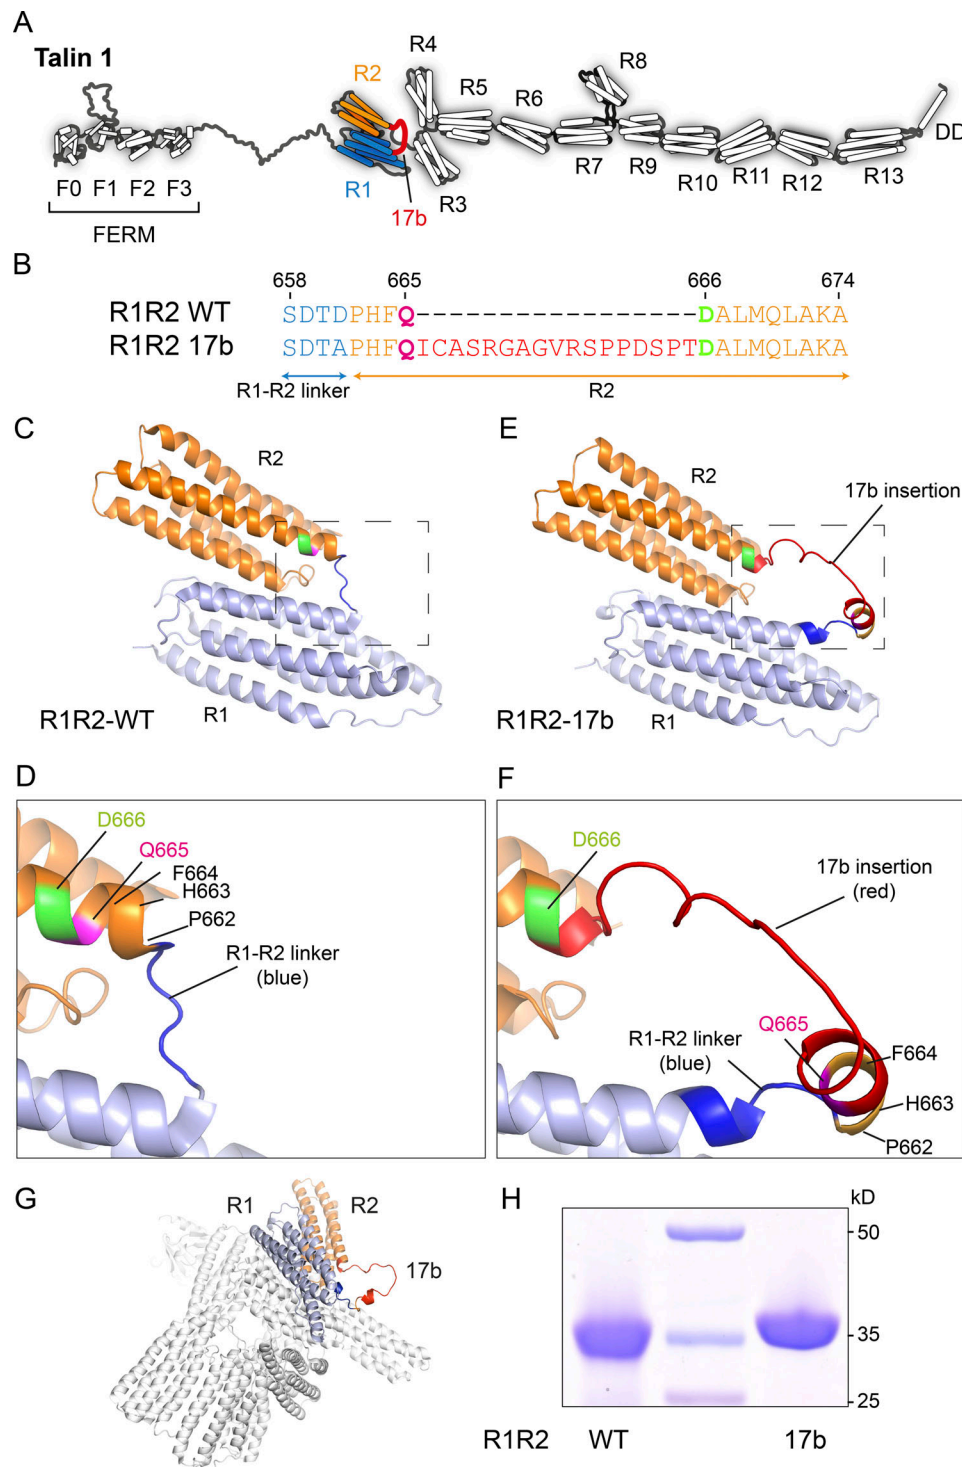 A
Talin 1
R4
R8
R2
R5
R6
DD
F0 F1 F2 F3
R1
R3
R7
R9
R10
R11
R12
R13
17b
FERM
B
658 665 666 674
R1R2 WT SDTDPHFQ-----------------DALMQLAKA
R1R2 17b SDTAPHFQICASRGAGVRSPPDSPTDALMQLAKA
R1-R2 linker R2
C
R2
R1
R1R2-WT
E
R2
17b insertion
R1R2-17b
R1
D
D666
Q665
F664
H663
P662
R1-R2 linker
(blue)
F
D666
17b insertion
(red)
Q665
R1-R2 linker
(blue)
F664
H663
P662
G
R1
R2
17b
H
kD
50
35
25
R1R2 WT 17b